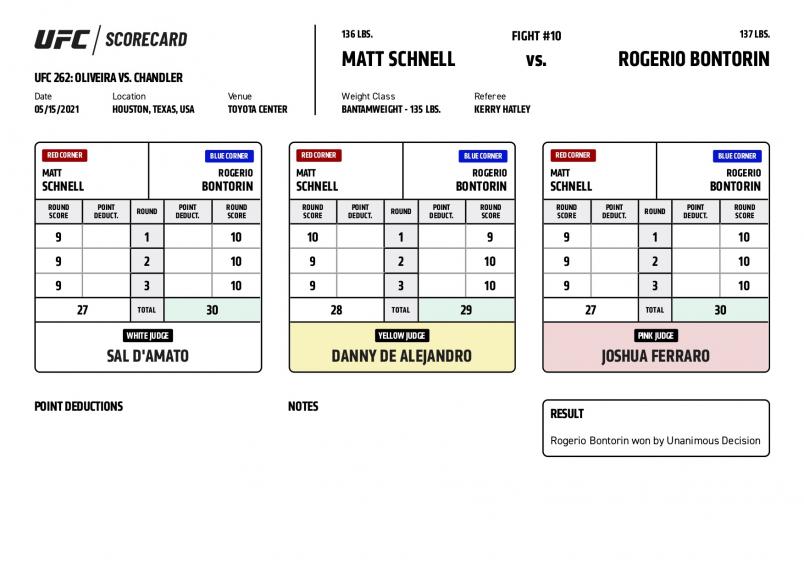 UFC SCORECARD
UFC 262: OLIVEIRA VS. CHANDLER
Date Location Venue
05/15/2021 HOUSTON, TEXAS, USA TOYOTA CENTER
136 LBS. FIGHT #10 137 LBS.
MATT SCHNELL VS. ROGERIO BONTORIN
Weight Class Referee
BANTAMWEIGHT - 135 LBS. KERRY HATLEY
RED CORNER BLUE CORNER
MATT ROGERIO
SCHNELL BONTORIN
ROUND SCORE POINT DEDUCT. ROUND POINT DEDUCT. ROUND SCORE
9 1 10
9 2 10
9 3 10
27 TOTAL 30
WHITE JUDGE
SAL D'AMATO
RED CORNER BLUE CORNER
MATT ROGERIO
SCHNELL BONTORIN
ROUND SCORE POINT DEDUCT. ROUND POINT DEDUCT. ROUND SCORE
10 1 9
9 2 10
9 3 10
28 TOTAL 29
YELLOW JUDGE
DANNY DE ALEJANDRO
RED CORNER BLUE CORNER
MATT ROGERIO
SCHNELL BONTORIN
ROUND SCORE POINT DEDUCT. ROUND POINT DEDUCT. ROUND SCORE
9 1 10
9 2 10
9 3 10
27 TOTAL 30
PINK JUDGE
JOSHUA FERRARO
POINT DEDUCTIONS
NOTES
RESULT
Rogerio Bontorin won by Unanimous Decision